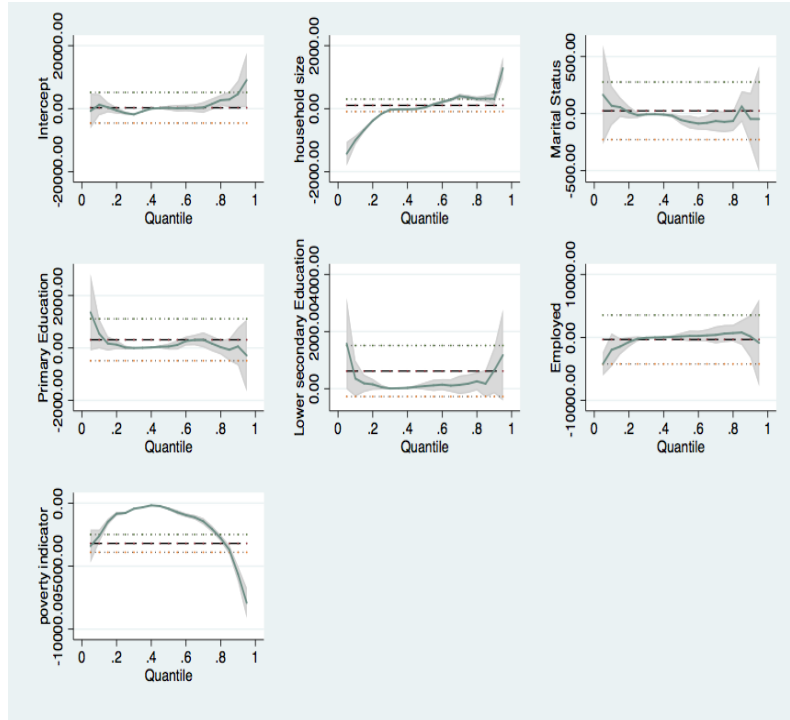 Intercept
-20000.00 0.00 20000.00
0 .2 .4 .6 .8 1
Quantile
household size
-2000.00 0.00 2000.00
0 .2 .4 .6 .8 1
Quantile
Marital Status
-500.00 0.00 500.00
0 .2 .4 .6 .8 1
Quantile
Primary Education
-2000.00 0.00 2000.00
0 .2 .4 .6 .8 1
Quantile
Lower secondary Education
0.00 2000.00 4000.00
0 .2 .4 .6 .8 1
Quantile
Employed
-10000.00 0.00 10000.00
0 .2 .4 .6 .8 1
Quantile
poverty indicator
-10000.00 -5000.00 0.00
0 .2 .4 .6 .8 1
Quantile